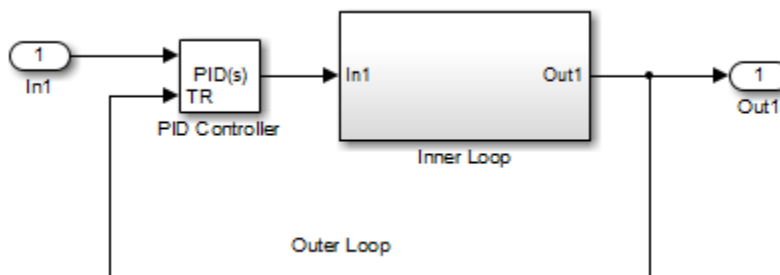 1
In1
PID(s)
TR
PID Controller
In1
Out1
Inner Loop
1
Out1
Outer Loop